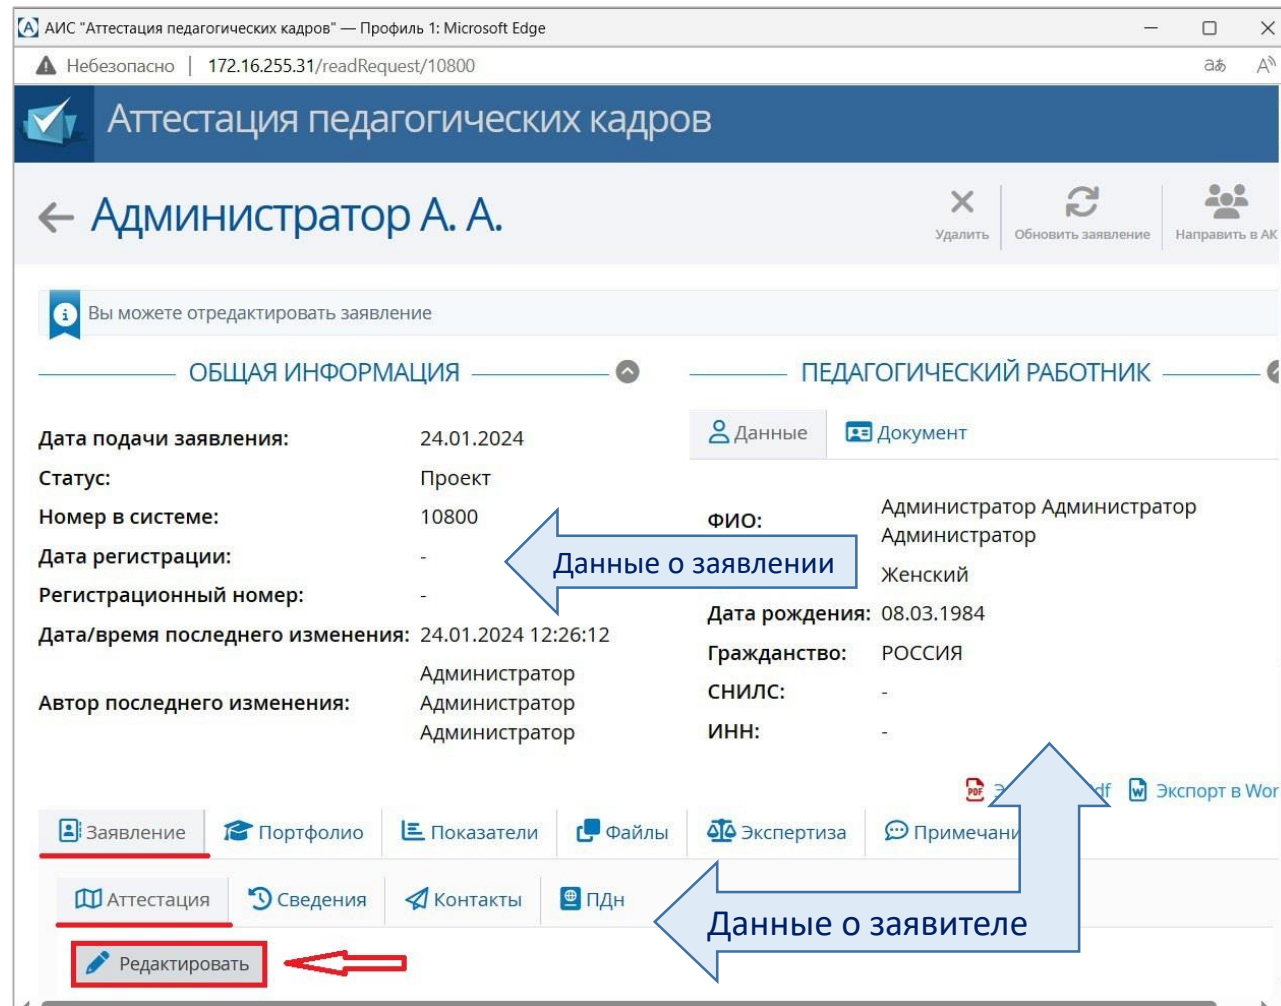 АИС "Аттестация педагогических кадров" — Профиль 1: Microsoft Edge
Небезопасно | 172.16.255.31/readRequest/10800
Аттестация педагогических кадров
Администратор А. А.
Удалить
Обновить заявление
Направить в АК
Вы можете отредактировать заявление
ОБЩАЯ ИНФОРМАЦИЯ
Дата подачи заявления: 24.01.2024
Статус: Проект
Номер в системе: 10800
Дата регистрации: -
Регистрационный номер: -
Дата/время последнего изменения: 24.01.2024 12:26:12
Автор последнего изменения: Администратор
Администратор
Администратор
Данные о заявлении
ПЕДАГОГИЧЕСКИЙ РАБОТНИК
Данные
Документ
ФИО: Администратор Администратор
Администратор
Женский
Дата рождения: 08.03.1984
Гражданство: РОССИЯ
СНИЛС: -
ИНН: -
Экспорт в Wor
Заявление
Портфолио
Показатели
Файлы
Экспертиза
Примечани
Аттестация
Сведения
Контакты
ПДн
Данные о заявителе
Редактировать